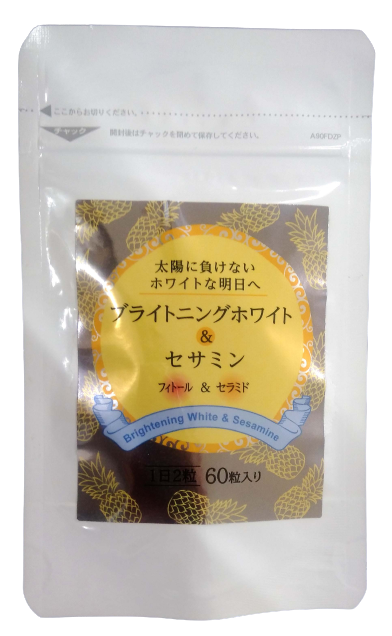 ここからお切りください。
チャック
開封後はチャックを閉めて保存してください。
A90FDZP
太陽に負けない
ホワイトな明日へ
ブライトニングホワイト
&
セサミン
フィトール & セラミド
Brightening White & Sesamine
1日2粒 60粒入り